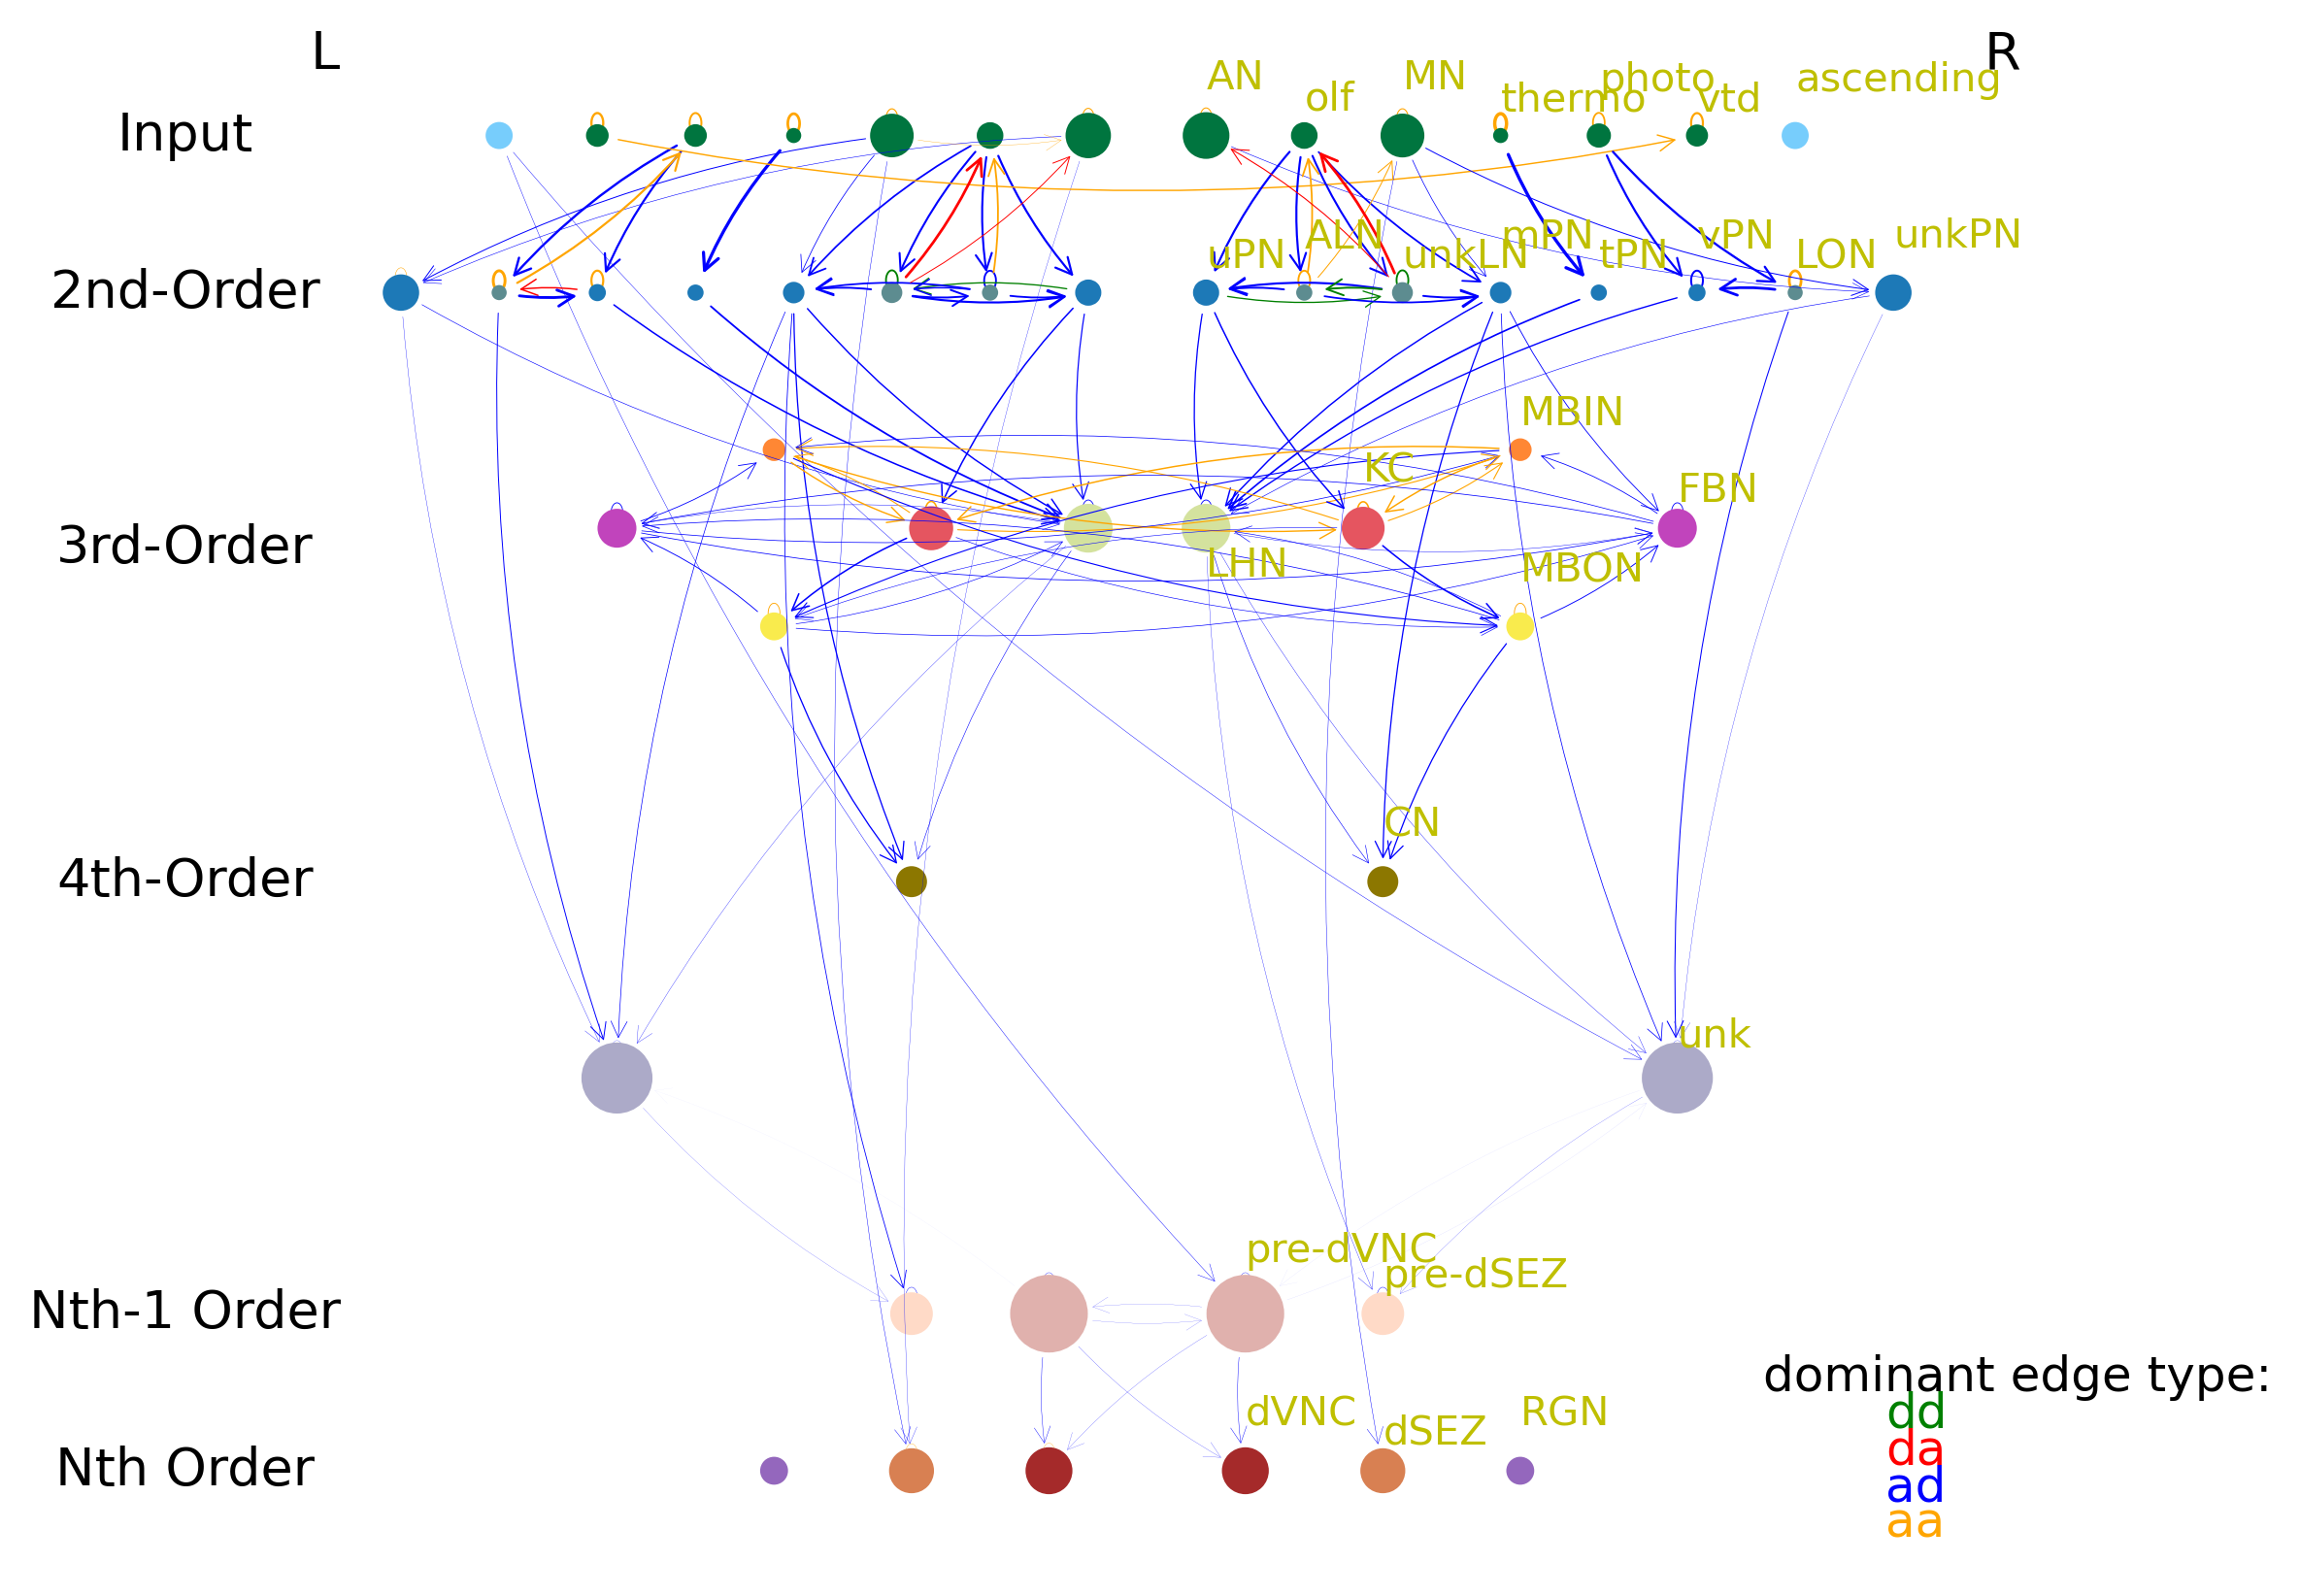 L
R
Input
AN
olf
MN
thermo
photo
vtd
ascending
2nd-Order
uPN
ALN
unkLN
mPN
tPN
vPN
LON
unkPN
3rd-Order
MBIN
KC
FBN
LHN
MBON
4th-Order
CN
unk
Nth-1 Order
pre-dVNC
pre-dSEZ
Nth Order
dVNC
dSEZ
RGN
dominant edge type:
dd
da
ad
aa